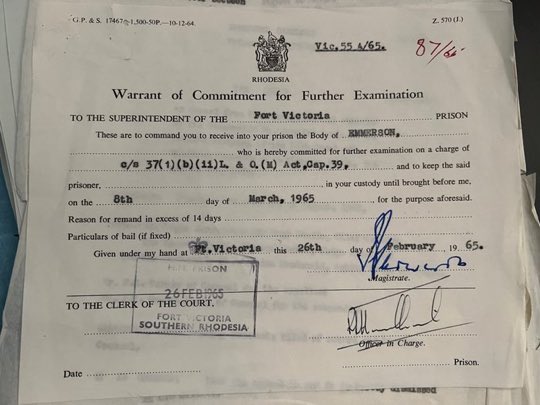 G.P. & S. 17467—1,500-50P.—10-12-64.
Z. 570 (J.)
Vic. 55 A/65.
87/65
RHODESIA
Warrant of Commitment for Further Examination
TO THE SUPERINTENDENT OF THE Fort Victoria PRISON
These are to command you to receive into your prison the Body of EMMERSON,
who is hereby committed for further examination on a charge of
c/s 37(1)(b)(ii)L. & O.(M) Act,Cap.39, and to keep the said
prisoner, in your custody until brought before me,
on the 8th day of March, 1965 for the purpose aforesaid.
Reason for remand in excess of 14 days
Particulars of bail (if fixed)
Given under my hand at Ft.Victoria this 26th day of February 19 65.
Magistrate.
H.M. PRISON
26 FEB 1965
FORT VICTORIA
SOUTHERN RHODESIA
TO THE CLERK OF THE COURT.
Officer in Charge.
Prison.
Date
dismissed